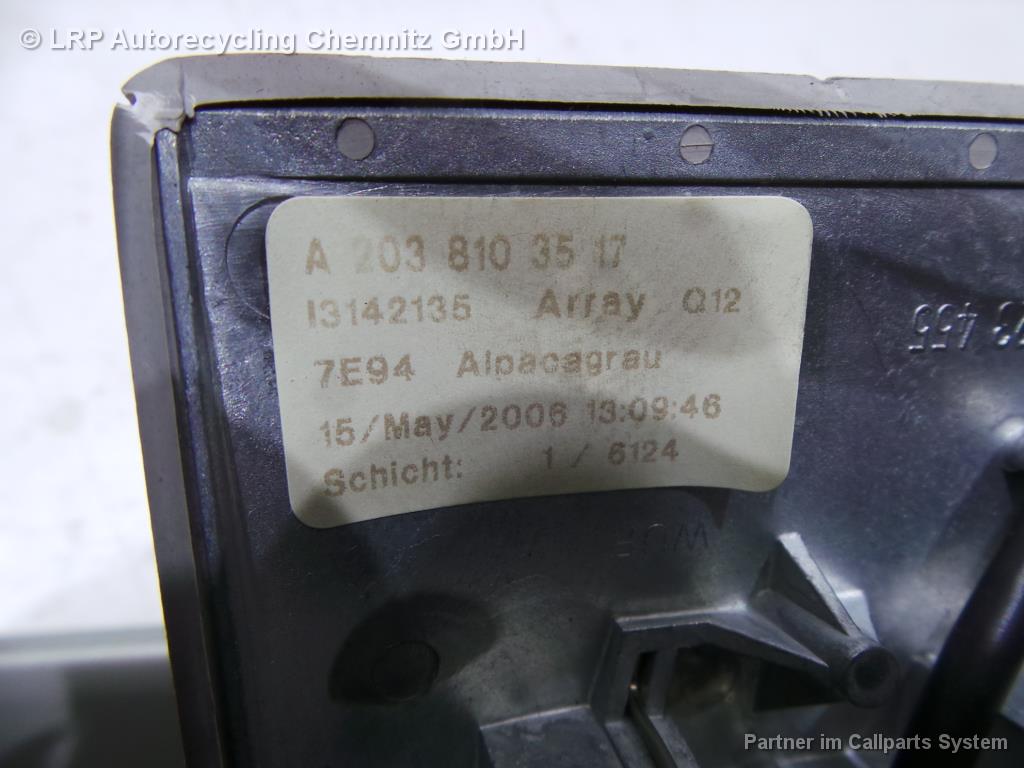 © LRP Autorecycling Chemnitz GmbH
A 203 810 35 17
I3142135 Array Q12
7E94 Alpacagrau
15/May/2006 13:09:46
Schicht: 1 / 6124
Partner im Callparts System